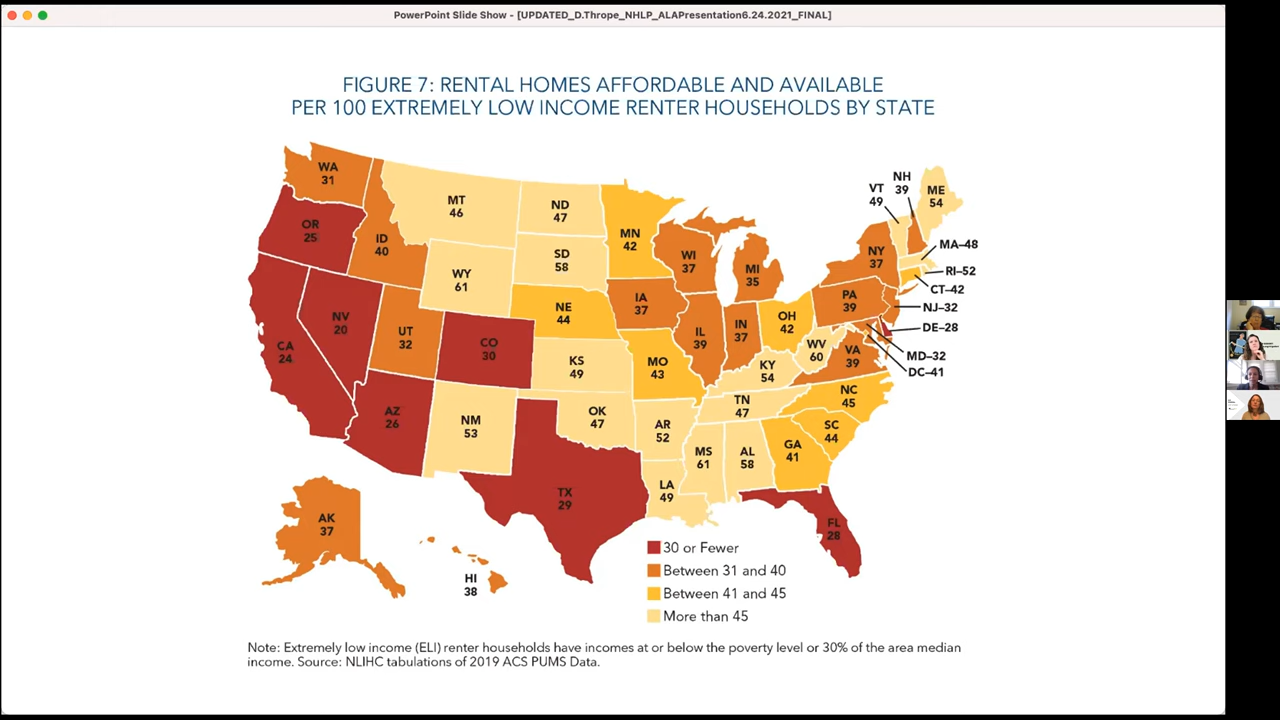 PowerPoint Slide Show - [UPDATED_D.Thrope_NHLP_ALAPresentation6.24.2021_FINAL]
FIGURE 7: RENTAL HOMES AFFORDABLE AND AVAILABLE
PER 100 EXTREMELY LOW INCOME RENTER HOUSEHOLDS BY STATE
WA
31
OR
25
ID
40
MT
46
ND
47
MN
42
WI
37
MI
35
NY
37
VT
49
NH
39
ME
54
MA–48
RI–52
CT–42
NJ–32
DE–28
MD–32
DC–41
CA
24
NV
20
UT
32
WY
61
SD
58
NE
44
IA
37
IL
39
IN
37
OH
42
PA
39
WV
60
VA
39
CO
30
KS
49
MO
43
KY
54
NC
45
AZ
26
NM
53
OK
47
AR
52
TN
47
SC
44
TX
29
LA
49
MS
61
AL
58
GA
41
FL
28
AK
37
HI
38
30 or Fewer
Between 31 and 40
Between 41 and 45
More than 45
Note: Extremely low income (ELI) renter households have incomes at or below the poverty level or 30% of the area median
income. Source: NLIHC tabulations of 2019 ACS PUMS Data.